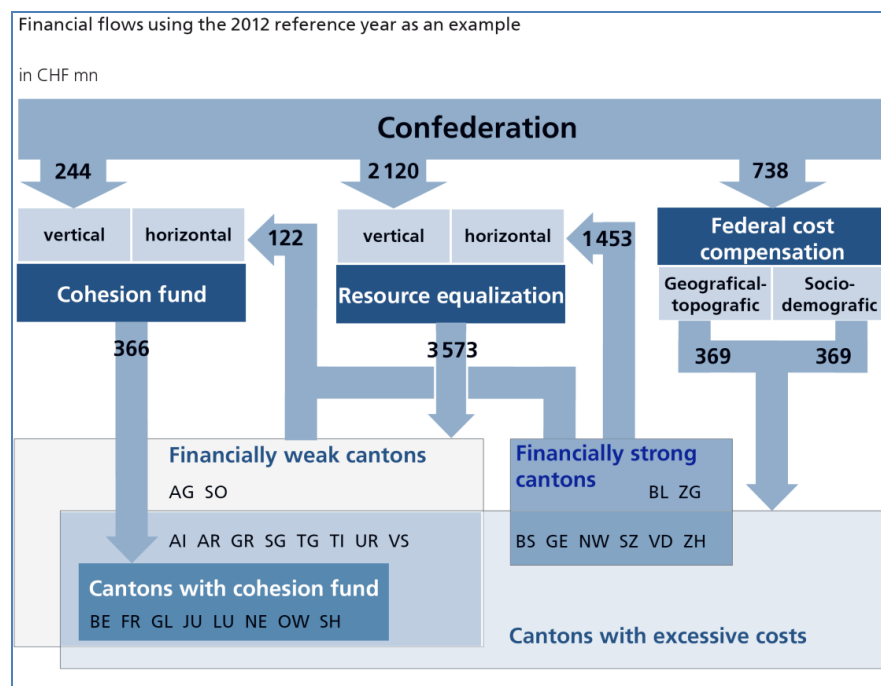 Financial flows using the 2012 reference year as an example
in CHF mn
Confederation
244
2 120
738
vertical
horizontal
122
vertical
horizontal
1 453
Federal cost
compensation
Cohesion fund
Resource equalization
Geografical-
topografic
Socio-
demografic
366
3 573
369
369
Financially weak cantons
AG SO
Financially strong
cantons
BL ZG
AI AR GR SG TG TI UR VS
BS GE NW SZ VD ZH
Cantons with cohesion fund
BE FR GL JU LU NE OW SH
Cantons with excessive costs